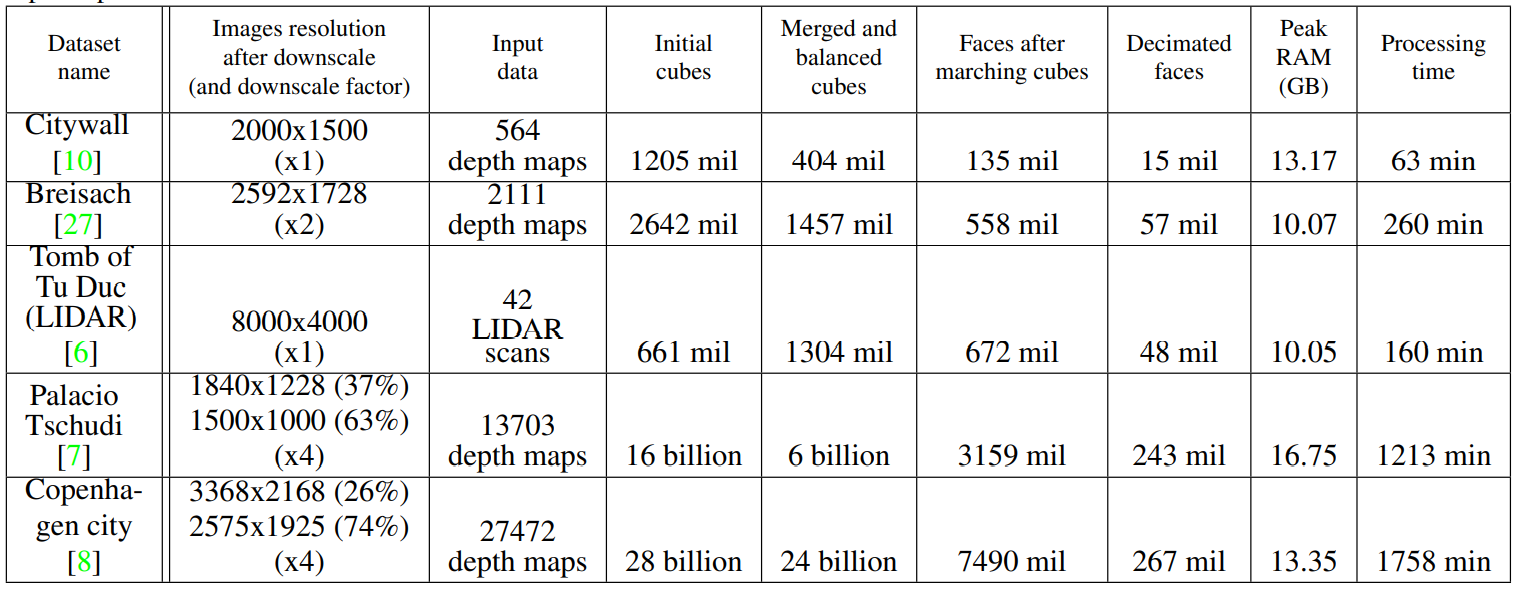 Dataset name | Images resolution after downscale (and downscale factor) | Input data | Initial cubes | Merged and balanced cubes | Faces after marching cubes | Decimated faces | Peak RAM (GB) | Processing time
Citywall [10] | 2000x1500 (x1) | 564 depth maps | 1205 mil | 404 mil | 135 mil | 15 mil | 13.17 | 63 min
Breisach [27] | 2592x1728 (x2) | 2111 depth maps | 2642 mil | 1457 mil | 558 mil | 57 mil | 10.07 | 260 min
Tomb of Tu Duc (LIDAR) [6] | 8000x4000 (x1) | 42 LIDAR scans | 661 mil | 1304 mil | 672 mil | 48 mil | 10.05 | 160 min
Palacio Tschudi [7] | 1840x1228 (37%) 1500x1000 (63%) (x4) | 13703 depth maps | 16 billion | 6 billion | 3159 mil | 243 mil | 16.75 | 1213 min
Copenha-gen city [8] | 3368x2168 (26%) 2575x1925 (74%) (x4) | 27472 depth maps | 28 billion | 24 billion | 7490 mil | 267 mil | 13.35 | 1758 min